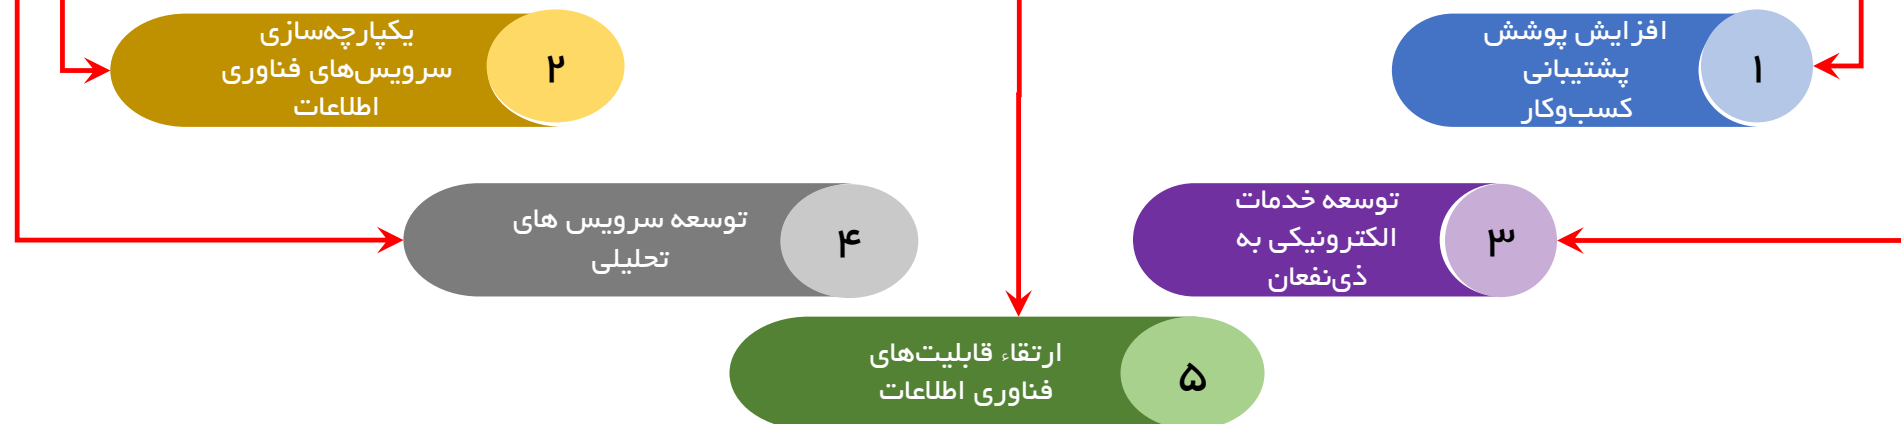 ۱
افزایش پوشش
پشتیبانی
کسب‌وکار
۲
یکپارچه‌سازی
سرویس‌های فناوری
اطلاعات
۳
توسعه خدمات
الکترونیکی به
ذی‌نفعان
۴
توسعه سرویس های
تحلیلی
۵
ارتقاء قابلیت‌های
فناوری اطلاعات